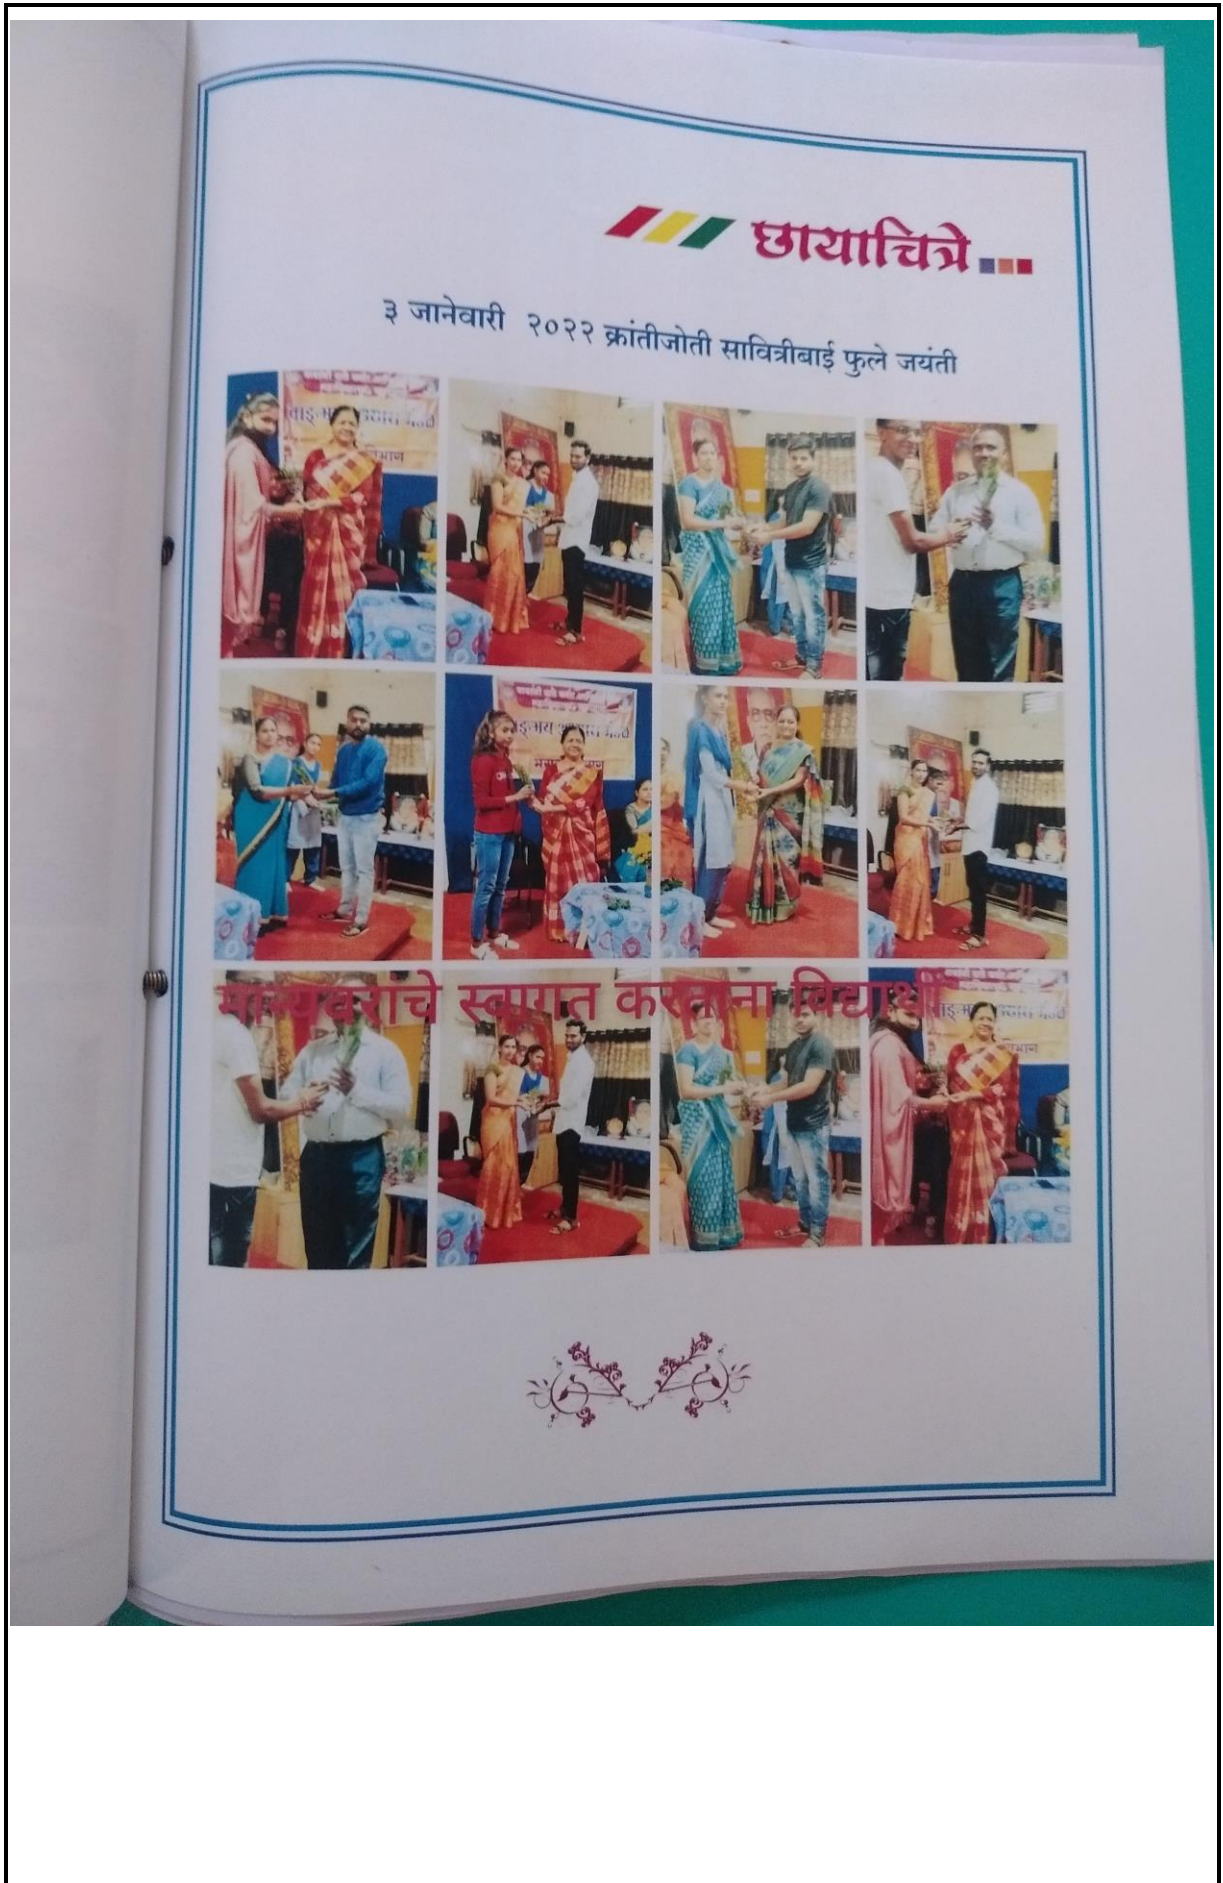 छायाचित्रे...
३ जानेवारी २०२२ क्रांतीजोती सावित्रीबाई फुले जयंती
मान्यवराचे स्वागत करताना विद्यार्थी